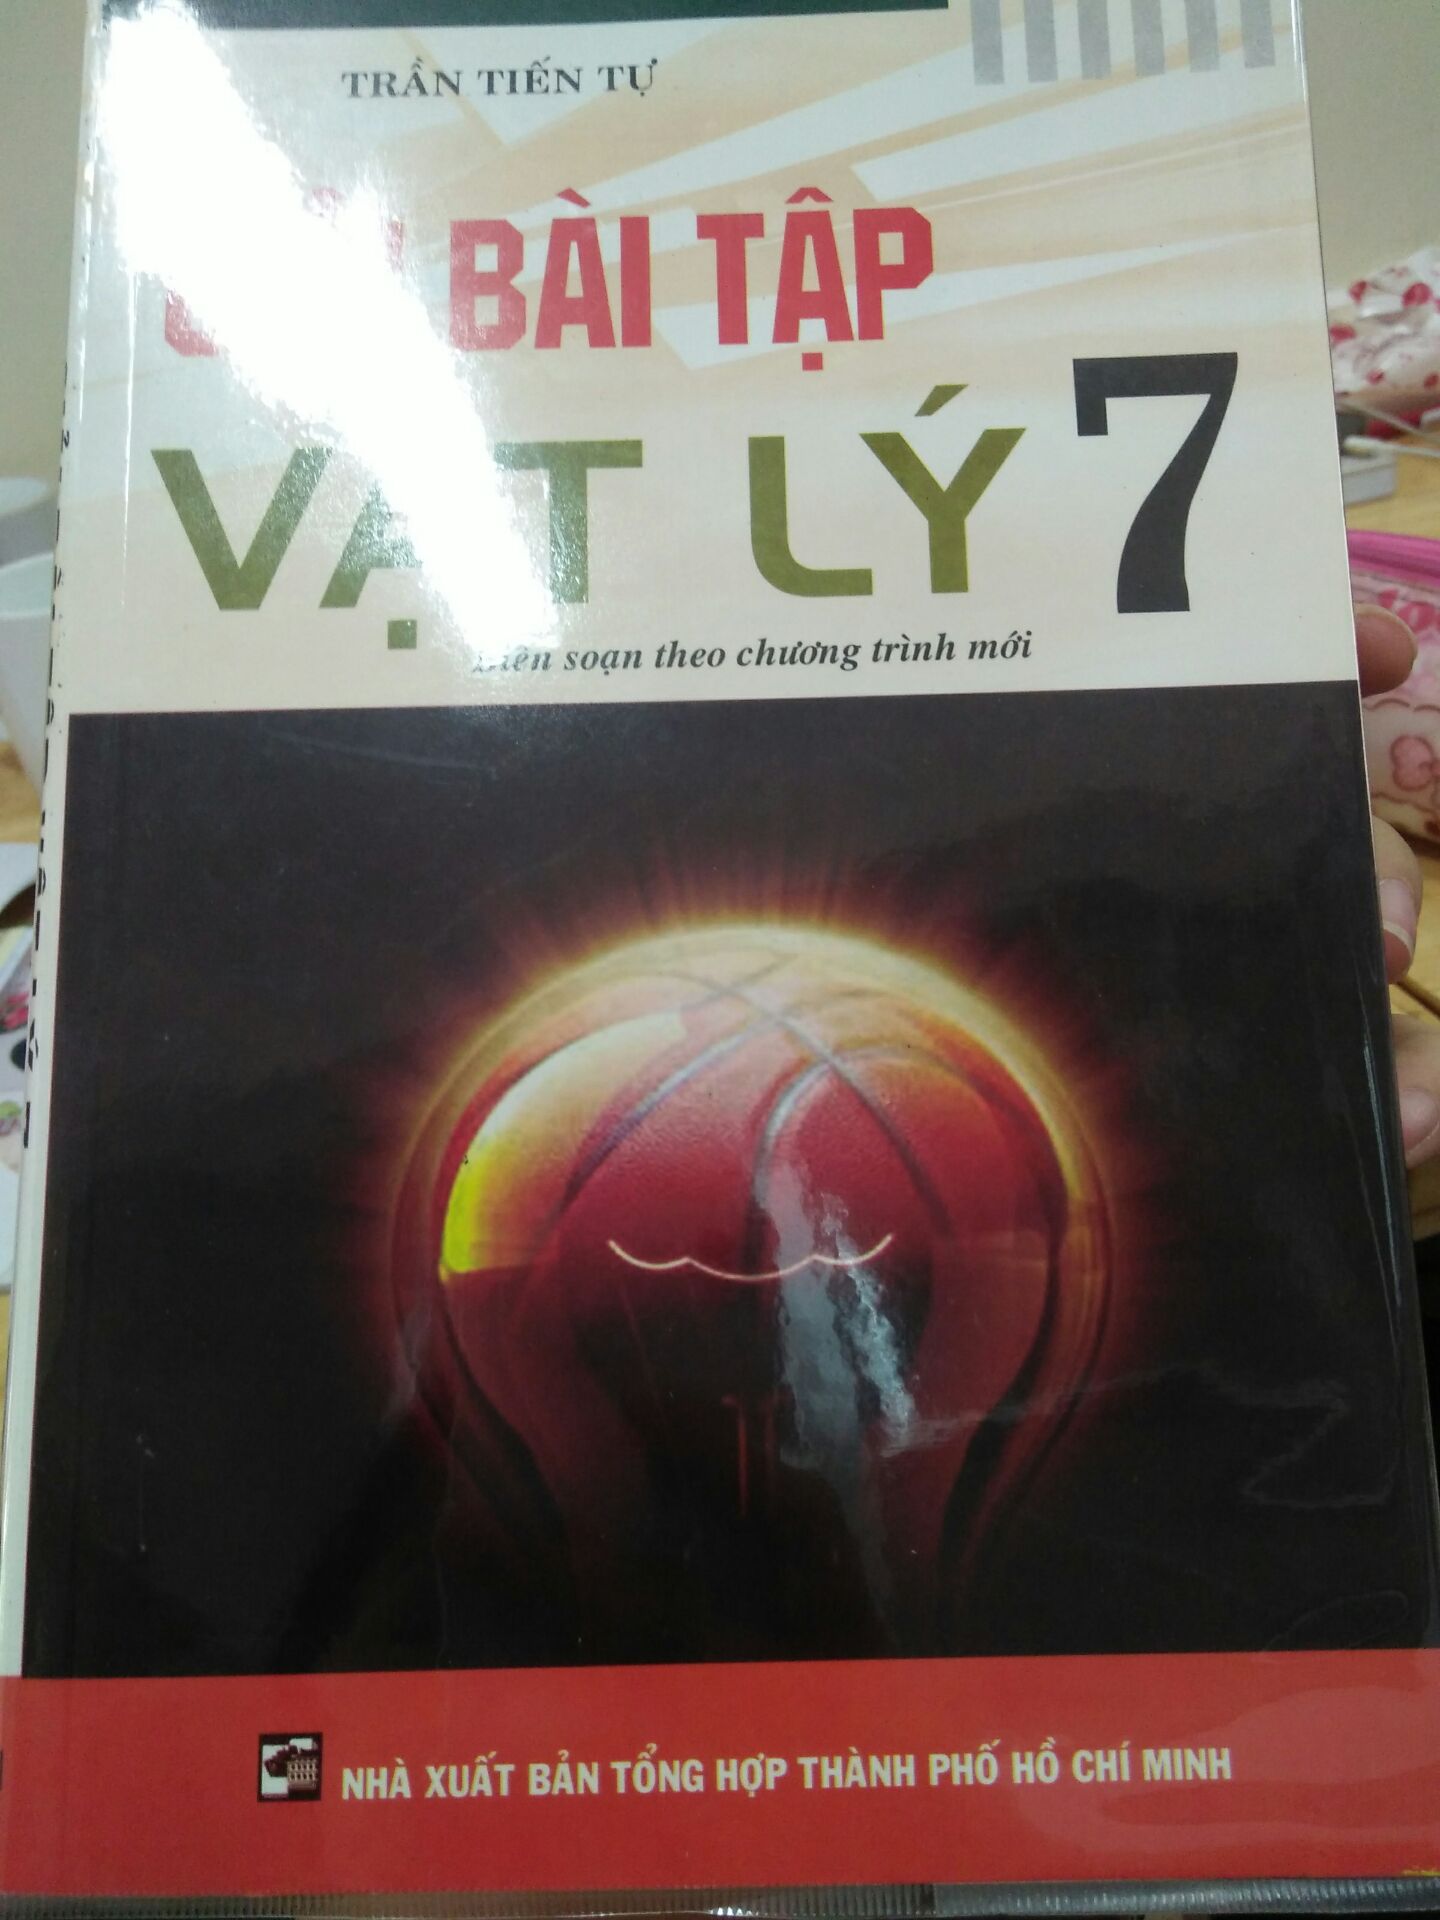 TRẦN TIẾN TỰ
BÀI TẬP
VẬT LÝ 7
soạn theo chương trình mới
NHÀ XUẤT BẢN TỔNG HỢP THÀNH PHỐ HỒ CHÍ MINH